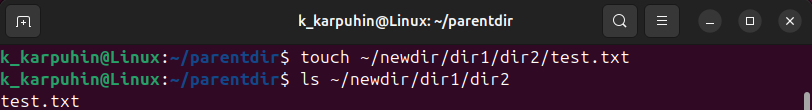 k_karpuhin@Linux: ~/parentdir
k_karpuhin@Linux:~/parentdir$ touch ~/newdir/dir1/dir2/test.txt
k_karpuhin@Linux:~/parentdir$ ls ~/newdir/dir1/dir2
test.txt